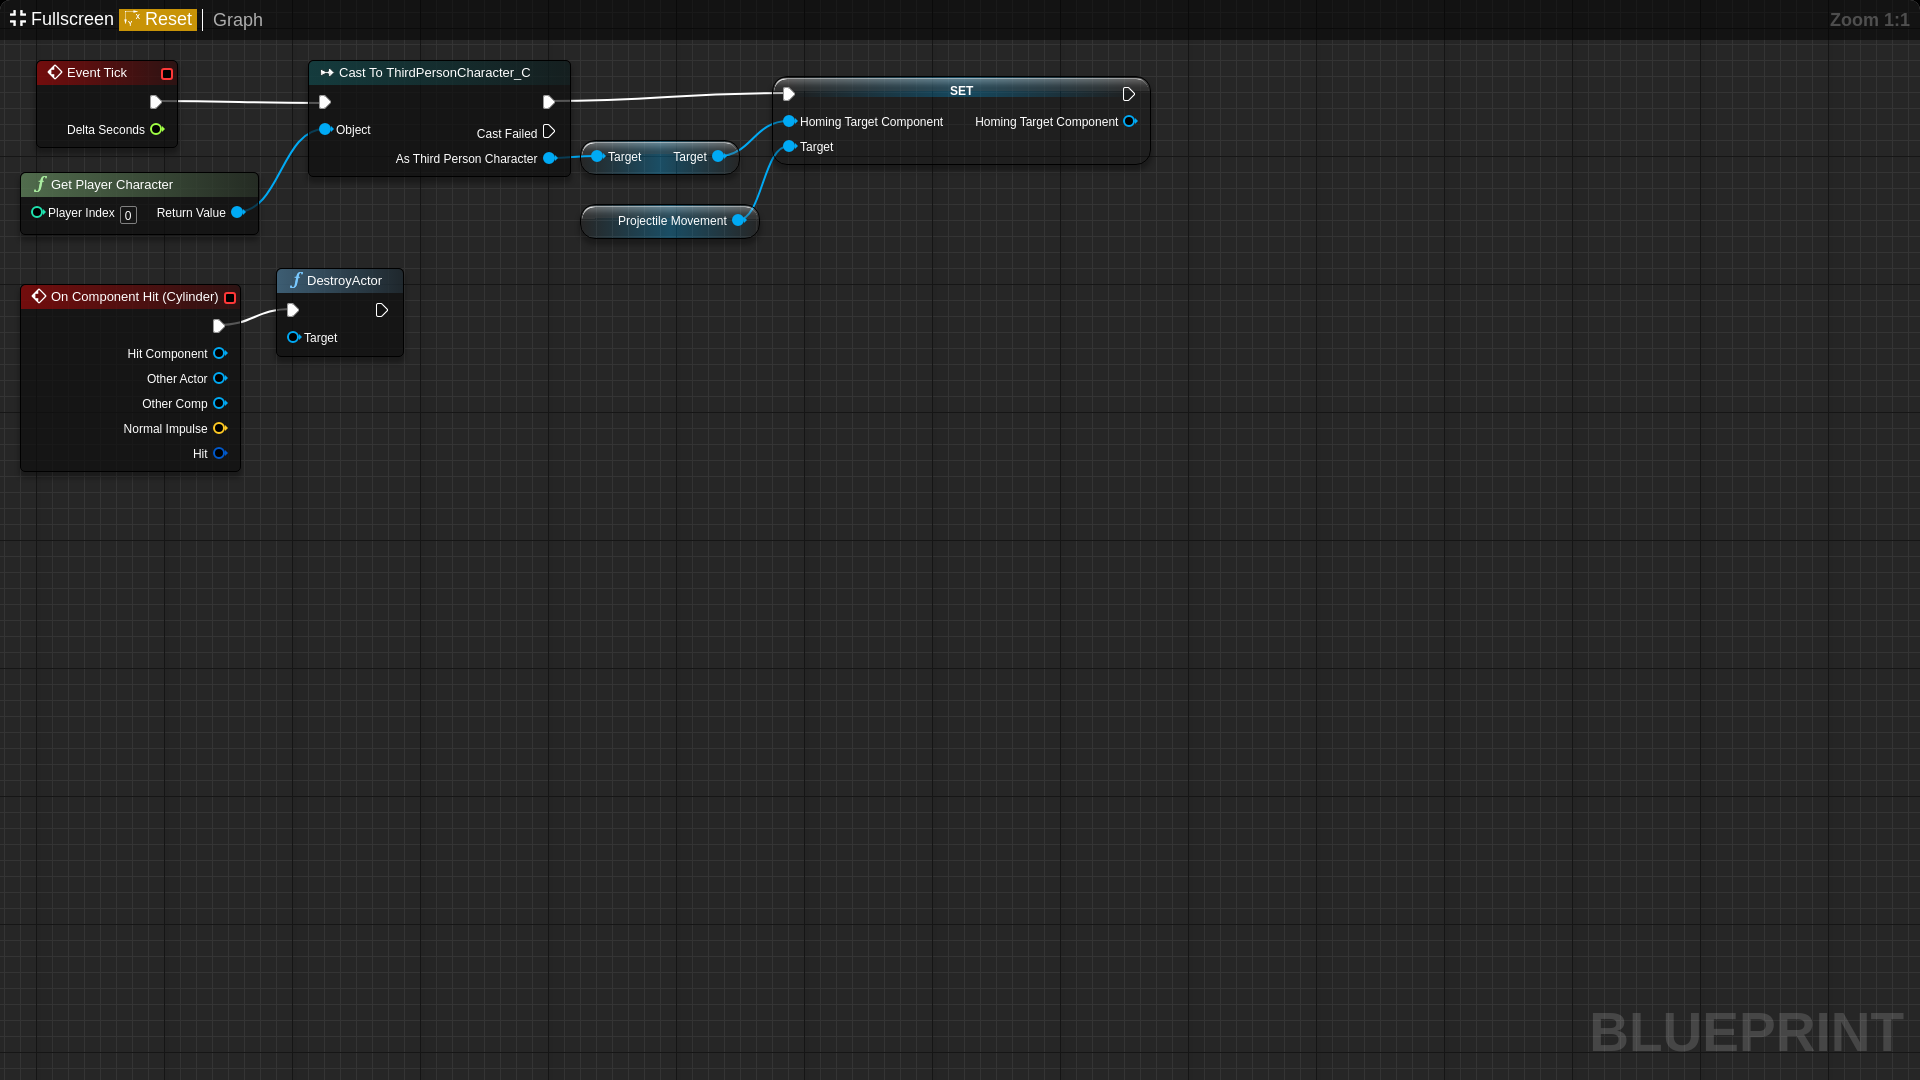 Fullscreen Reset Graph Zoom 1:1
Event Tick
Delta Seconds
Cast To ThirdPersonCharacter_C
Object
Cast Failed
As Third Person Character
SET
Homing Target Component Homing Target Component
Target
Target Target
Projectile Movement
Get Player Character
Player Index 0 Return Value
On Component Hit (Cylinder)
Hit Component
Other Actor
Other Comp
Normal Impulse
Hit
DestroyActor
Target
BLUEPRINT